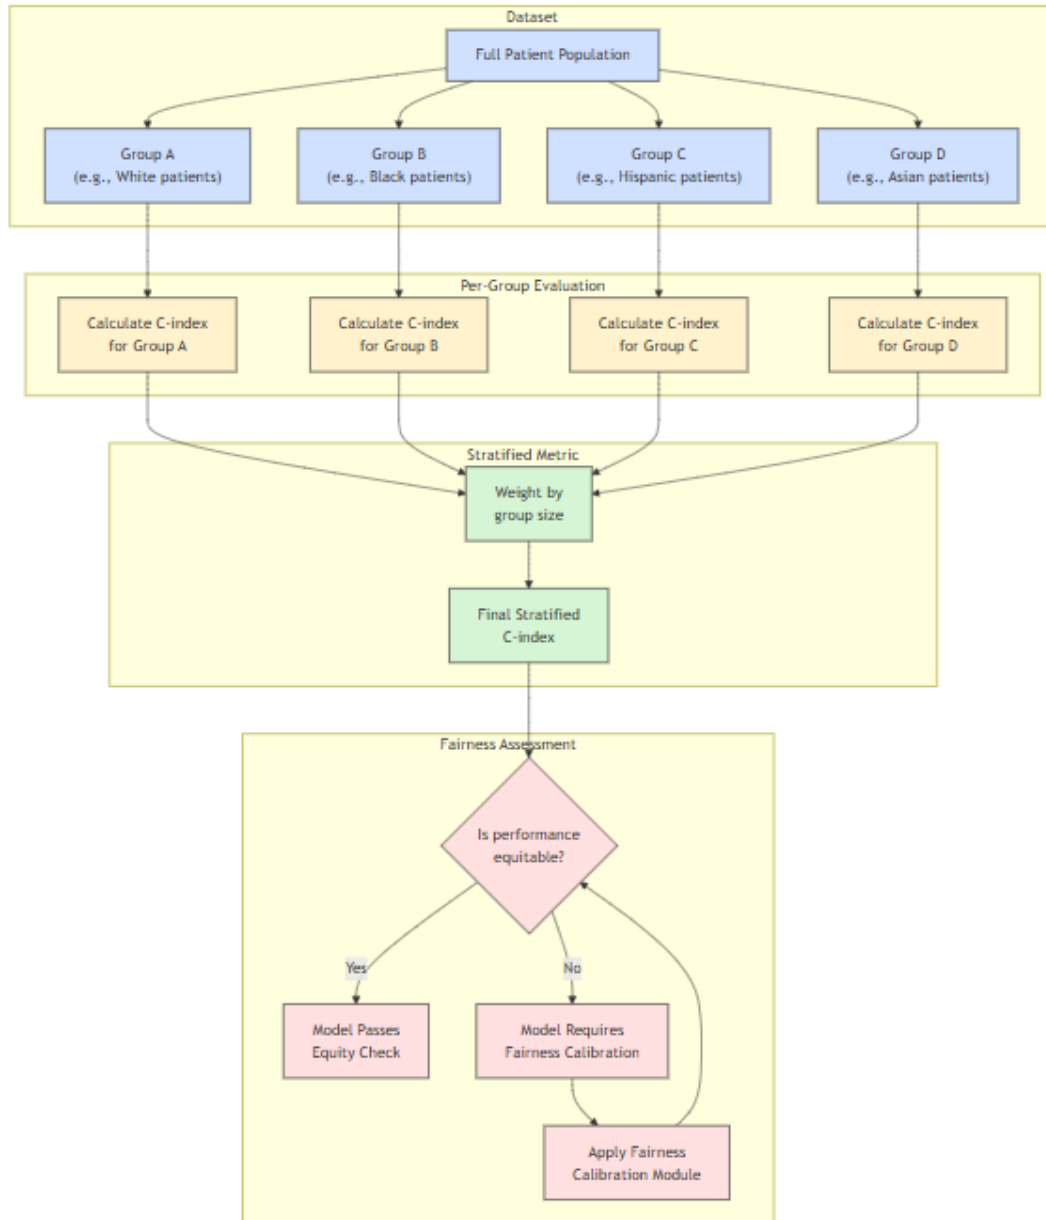 Dataset
Full Patient Population
Group A
(e.g., White patients)
Group B
(e.g., Black patients)
Group C
(e.g., Hispanic patients)
Group D
(e.g., Asian patients)
Per-Group Evaluation
Calculate C-index
for Group A
Calculate C-index
for Group B
Calculate C-index
for Group C
Calculate C-index
for Group D
Stratified Metric
Weight by
group size
Final Stratified
C-index
Fairness Assessment
Is performance
equitable?
Yes
No
Model Passes
Equity Check
Model Requires
Fairness Calibration
Apply Fairness
Calibration Module